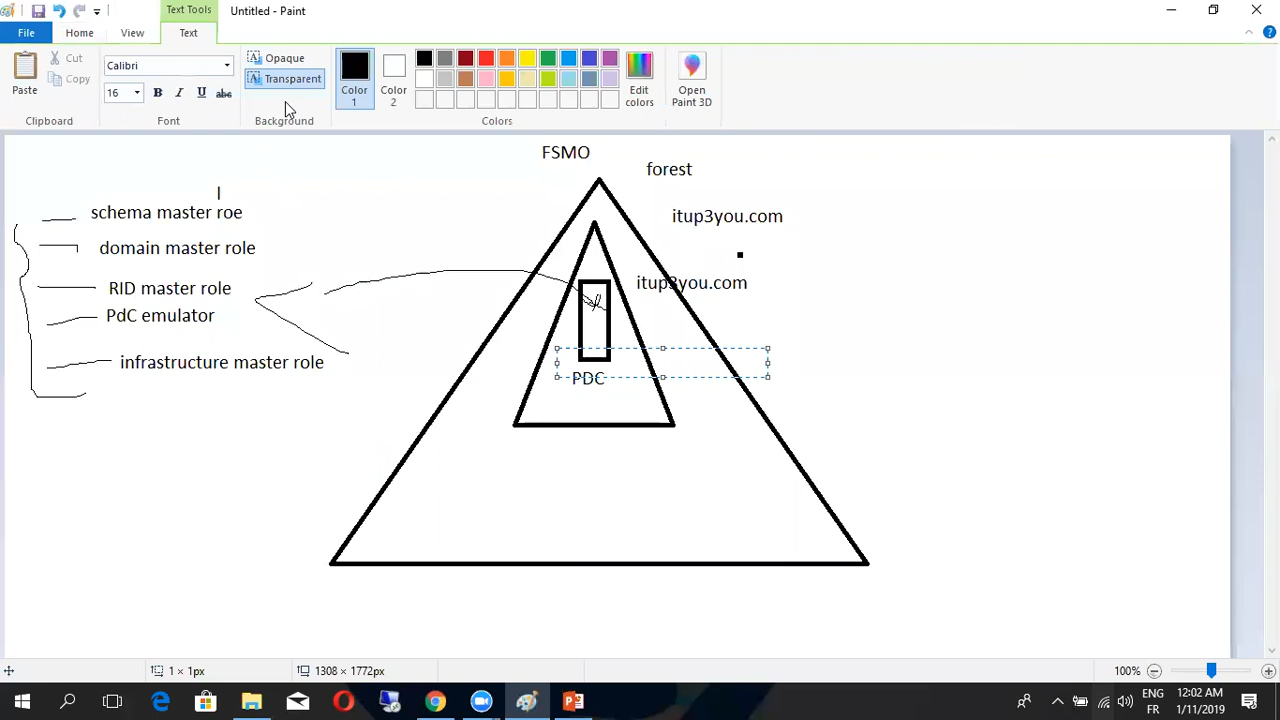 Text Tools
Untitled - Paint
File
Home
View
Text
Paste
Cut
Copy
Calibri
16
B
I
U
abc
Opaque
Transparent
Color
1
Color
2
Edit
colors
Open
Paint 3D
Clipboard
Font
Background
Colors
FSMO
forest
schema master roe
itup3you.com
domain master role
RID master role
itup3you.com
PdC emulator
infrastructure master role
PDC
1 × 1px
1308 × 1772px
100%
ENG
FR
12:02 AM
1/11/2019